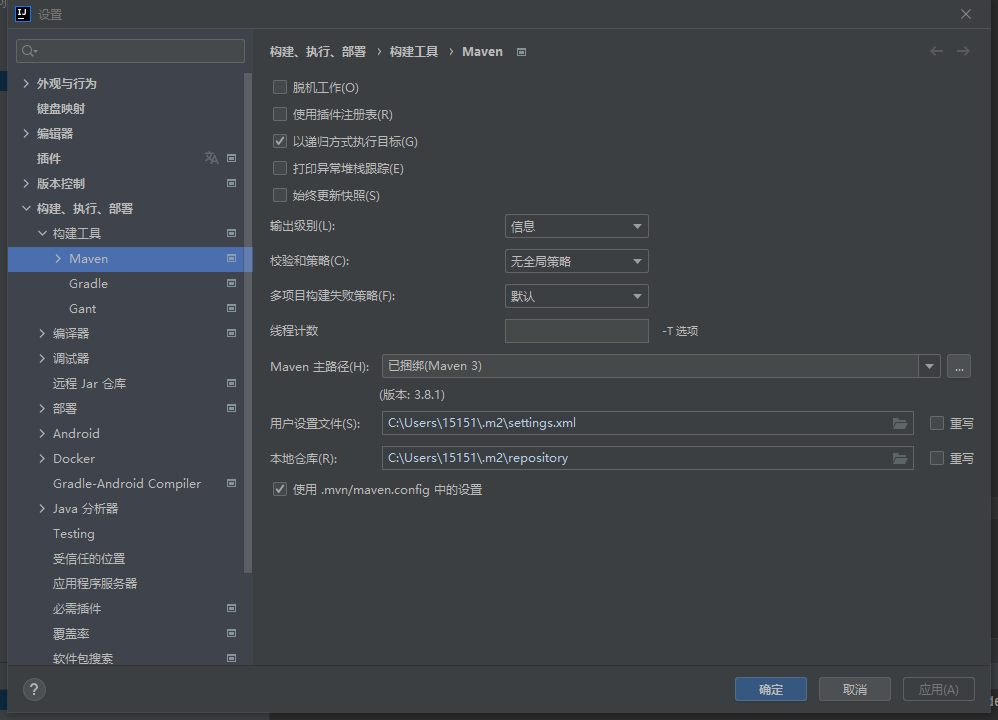 设置
外观与行为
键盘映射
编辑器
插件
版本控制
构建、执行、部署
构建工具
Maven
Gradle
Gant
编译器
调试器
远程 Jar 仓库
部署
Android
Docker
Gradle-Android Compiler
Java 分析器
Testing
受信任的位置
应用程序服务器
必需插件
覆盖率
软件包搜索
构建、执行、部署 › 构建工具 › Maven
脱机工作(O)
使用插件注册表(R)
以递归方式执行目标(G)
打印异常堆栈跟踪(E)
始终更新快照(S)
输出级别(L): 信息
校验和策略(C): 无全局策略
多项目构建失败策略(F): 默认
线程计数 -T 选项
Maven 主路径(H): 已捆绑(Maven 3) ...
(版本: 3.8.1)
用户设置文件(S): C:\Users\15151\.m2\settings.xml 重写
本地仓库(R): C:\Users\15151\.m2\repository 重写
使用 .mvn/maven.config 中的设置
? 确定 取消 应用(A)